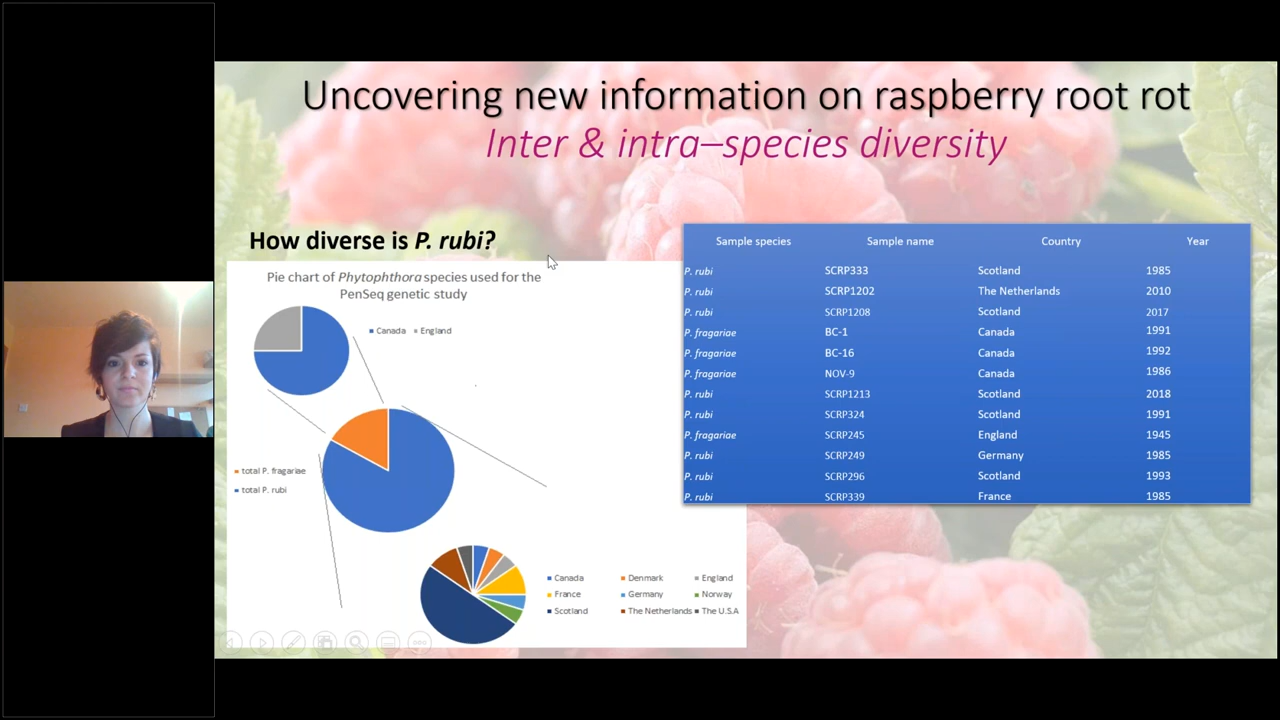 Uncovering new information on raspberry root rot
Inter & intra–species diversity
How diverse is P. rubi?
Pie chart of Phytophthora species used for the
PenSeq genetic study
Canada England
total P. fragariae
total P. rubi
Canada Denmark England
France Germany Norway
Scotland The Netherlands The U.S.A
Sample species Sample name Country Year
P. rubi SCRP333 Scotland 1985
P. rubi SCRP1202 The Netherlands 2010
P. rubi SCRP1208 Scotland 2017
P. fragariae BC-1 Canada 1991
P. fragariae BC-16 Canada 1992
P. fragariae NOV-9 Canada 1986
P. rubi SCRP1213 Scotland 2018
P. rubi SCRP324 Scotland 1991
P. fragariae SCRP245 England 1945
P. rubi SCRP249 Germany 1985
P. rubi SCRP296 Scotland 1993
P. rubi SCRP339 France 1985